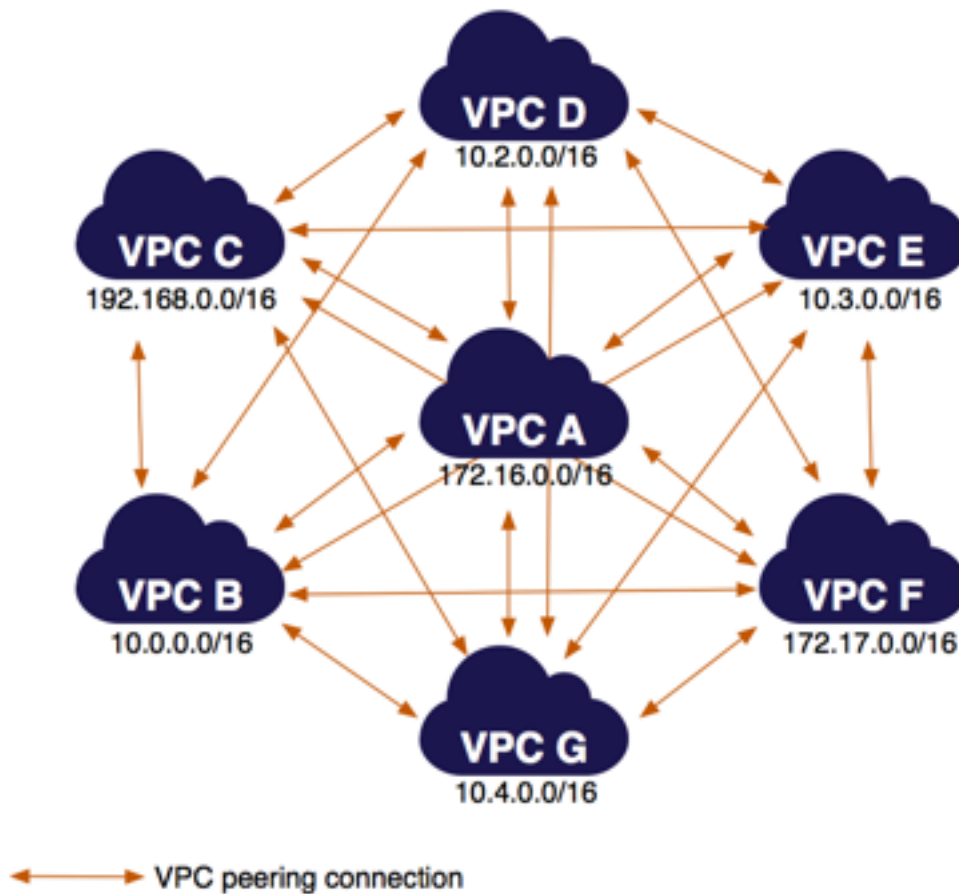 VPC D
10.2.0.0/16
VPC C
192.168.0.0/16
VPC E
10.3.0.0/16
VPC A
172.16.0.0/16
VPC B
10.0.0.0/16
VPC F
172.17.0.0/16
VPC G
10.4.0.0/16
VPC peering connection